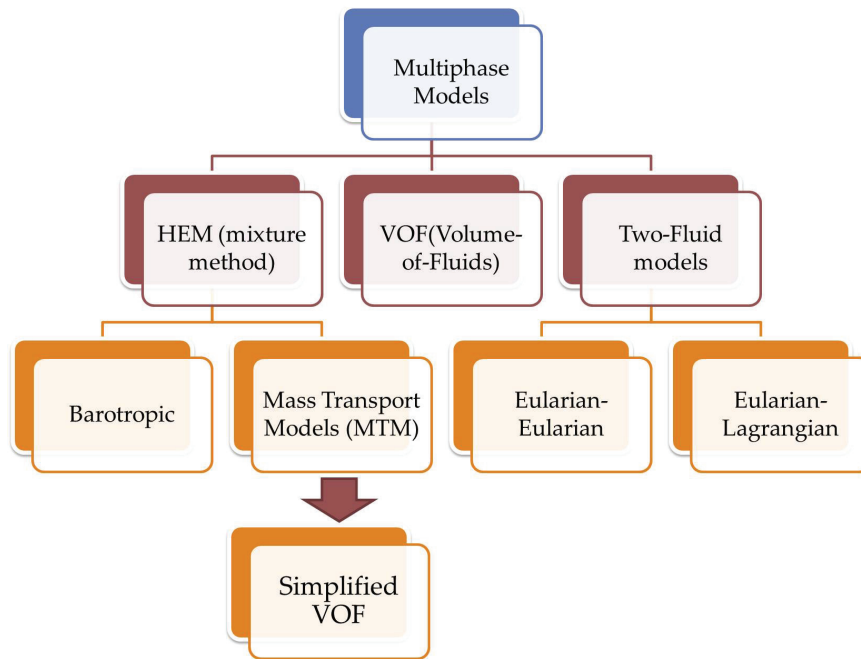 Multiphase
Models
HEM (mixture
method)
VOF(Volume-
of-Fluids)
Two-Fluid
models
Barotropic
Mass Transport
Models (MTM)
Eularian-
Eularian
Eularian-
Lagrangian
Simplified
VOF